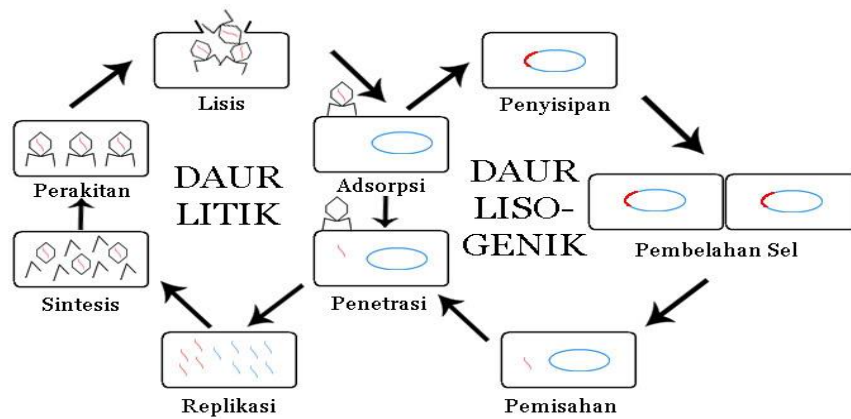 Lisis
Penyisipan
Perakitan
DAUR
LITIK
Adsorpsi
DAUR
LISO-
GENIK
Pembelahan Sel
Sintesis
Penetrasi
Replikasi
Pemisahan